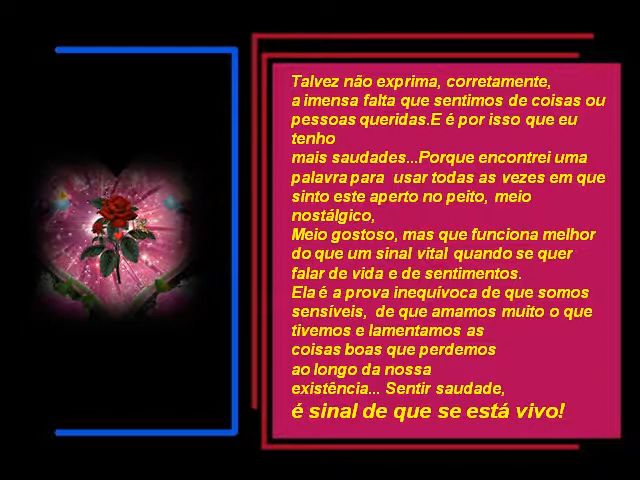 Talvez não exprima, corretamente,
a imensa falta que sentimos de coisas ou
pessoas queridas.E é por isso que eu
tenho
mais saudades...Porque encontrei uma
palavra para  usar todas as vezes em que
sinto este aperto no peito, meio
nostálgico,
Meio gostoso, mas que funciona melhor
do que um sinal vital quando se quer
falar de vida e de sentimentos.
Ela é a prova inequívoca de que somos
sensíveis,  de que amamos muito o que
tivemos e lamentamos as
coisas boas que perdemos
ao longo da nossa
existência... Sentir saudade,
é sinal de que se está vivo!